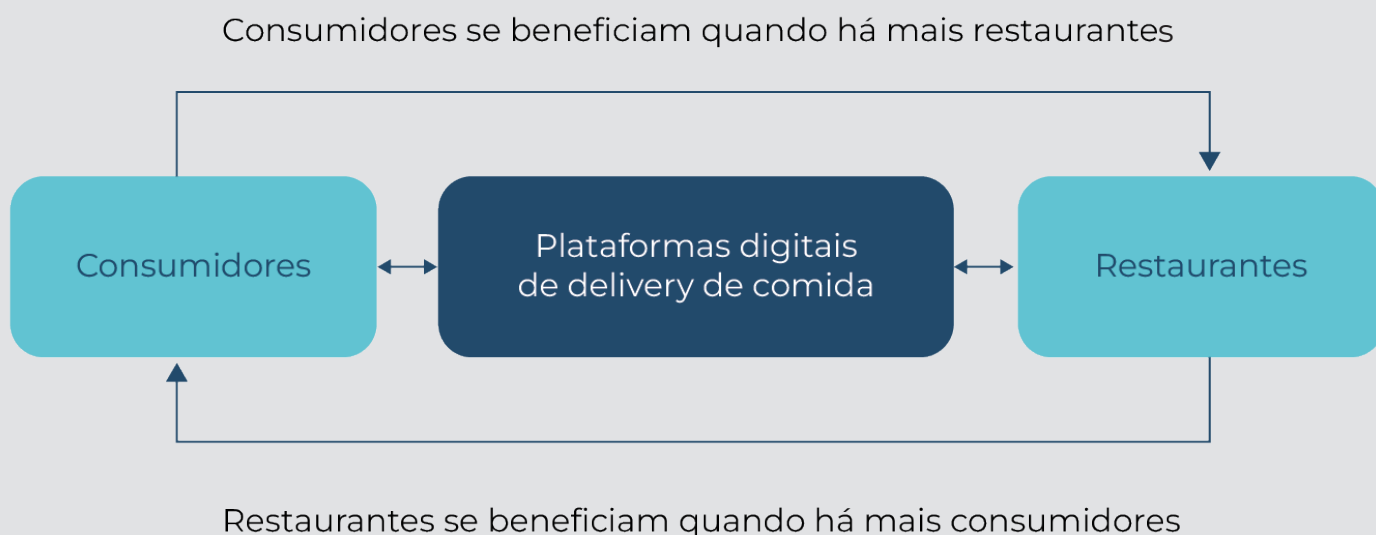 Consumidores se beneficiam quando há mais restaurantes
Consumidores
Plataformas digitais
de delivery de comida
Restaurantes
Restaurantes se beneficiam quando há mais consumidores